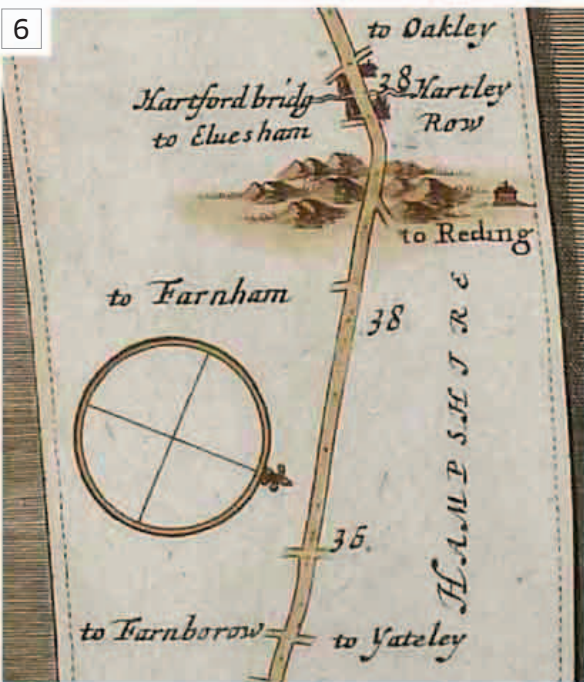 6
to Oakley
38
Hartford bridg
Hartley
Row
to Eluesham
to Reding
to Farnham
38
HAMPSHIRE
36.
to Farnborow
to Yateley